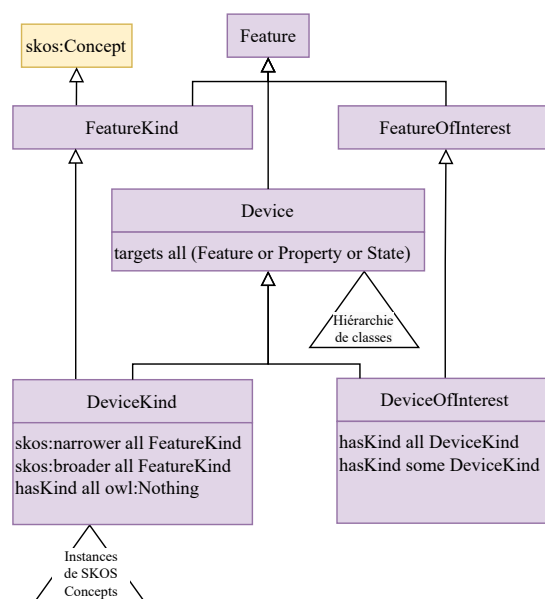 Feature
skos:Concept
FeatureKind
FeatureOfInterest
Device
targets all (Feature or Property or State)
Hiérarchie
de classes
DeviceKind
skos:narrower all FeatureKind
skos:broader all FeatureKind
hasKind all owl:Nothing
DeviceOfInterest
hasKind all DeviceKind
hasKind some DeviceKind
Instances
de SKOS
Concepts